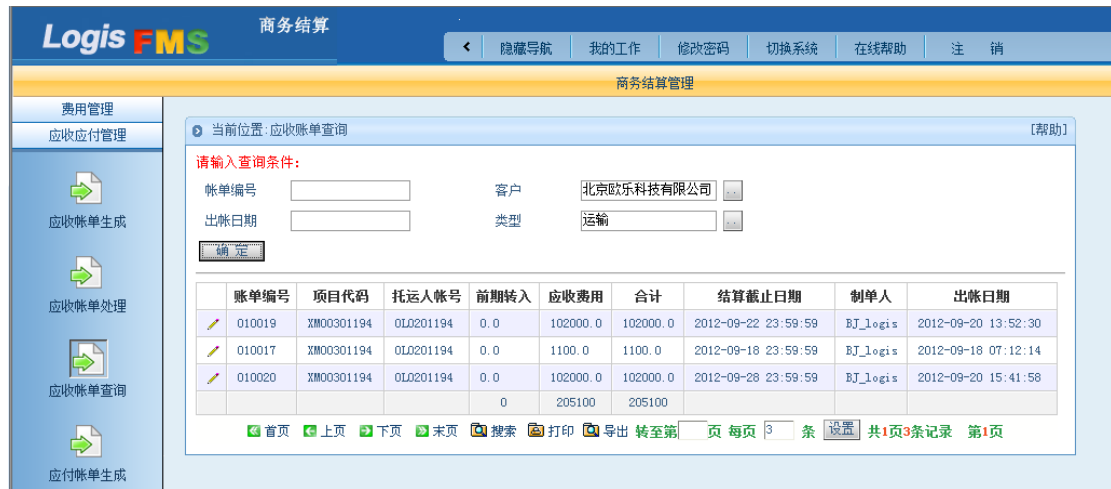 Logis FMS 商务结算
隐藏导航 我的工作 修改密码 切换系统 在线帮助 注 销
商务结算管理
费用管理
应收应付管理
应收帐单生成
应收帐单处理
应收帐单查询
应付帐单生成
当前位置:应收账单查询 [帮助]
请输入查询条件:
帐单编号 客户 北京欧乐科技有限公司 ..
出帐日期 类型 运输 ..
确 定
账单编号 项目代码 托运人帐号 前期转入 应收费用 合计 结算截止日期 制单人 出帐日期
010019 XM00301194 OL0201194 0.0 102000.0 102000.0 2012-09-22 23:59:59 BJ_logis 2012-09-20 13:52:30
010017 XM00301194 OL0201194 0.0 1100.0 1100.0 2012-09-18 23:59:59 BJ_logis 2012-09-18 07:12:14
010020 XM00301194 OL0201194 0.0 102000.0 102000.0 2012-09-28 23:59:59 BJ_logis 2012-09-20 15:41:58
0 205100 205100
首页 上页 下页 末页 搜索 打印 导出 转至第 页 每页 3 条 设置 共1页3条记录 第1页